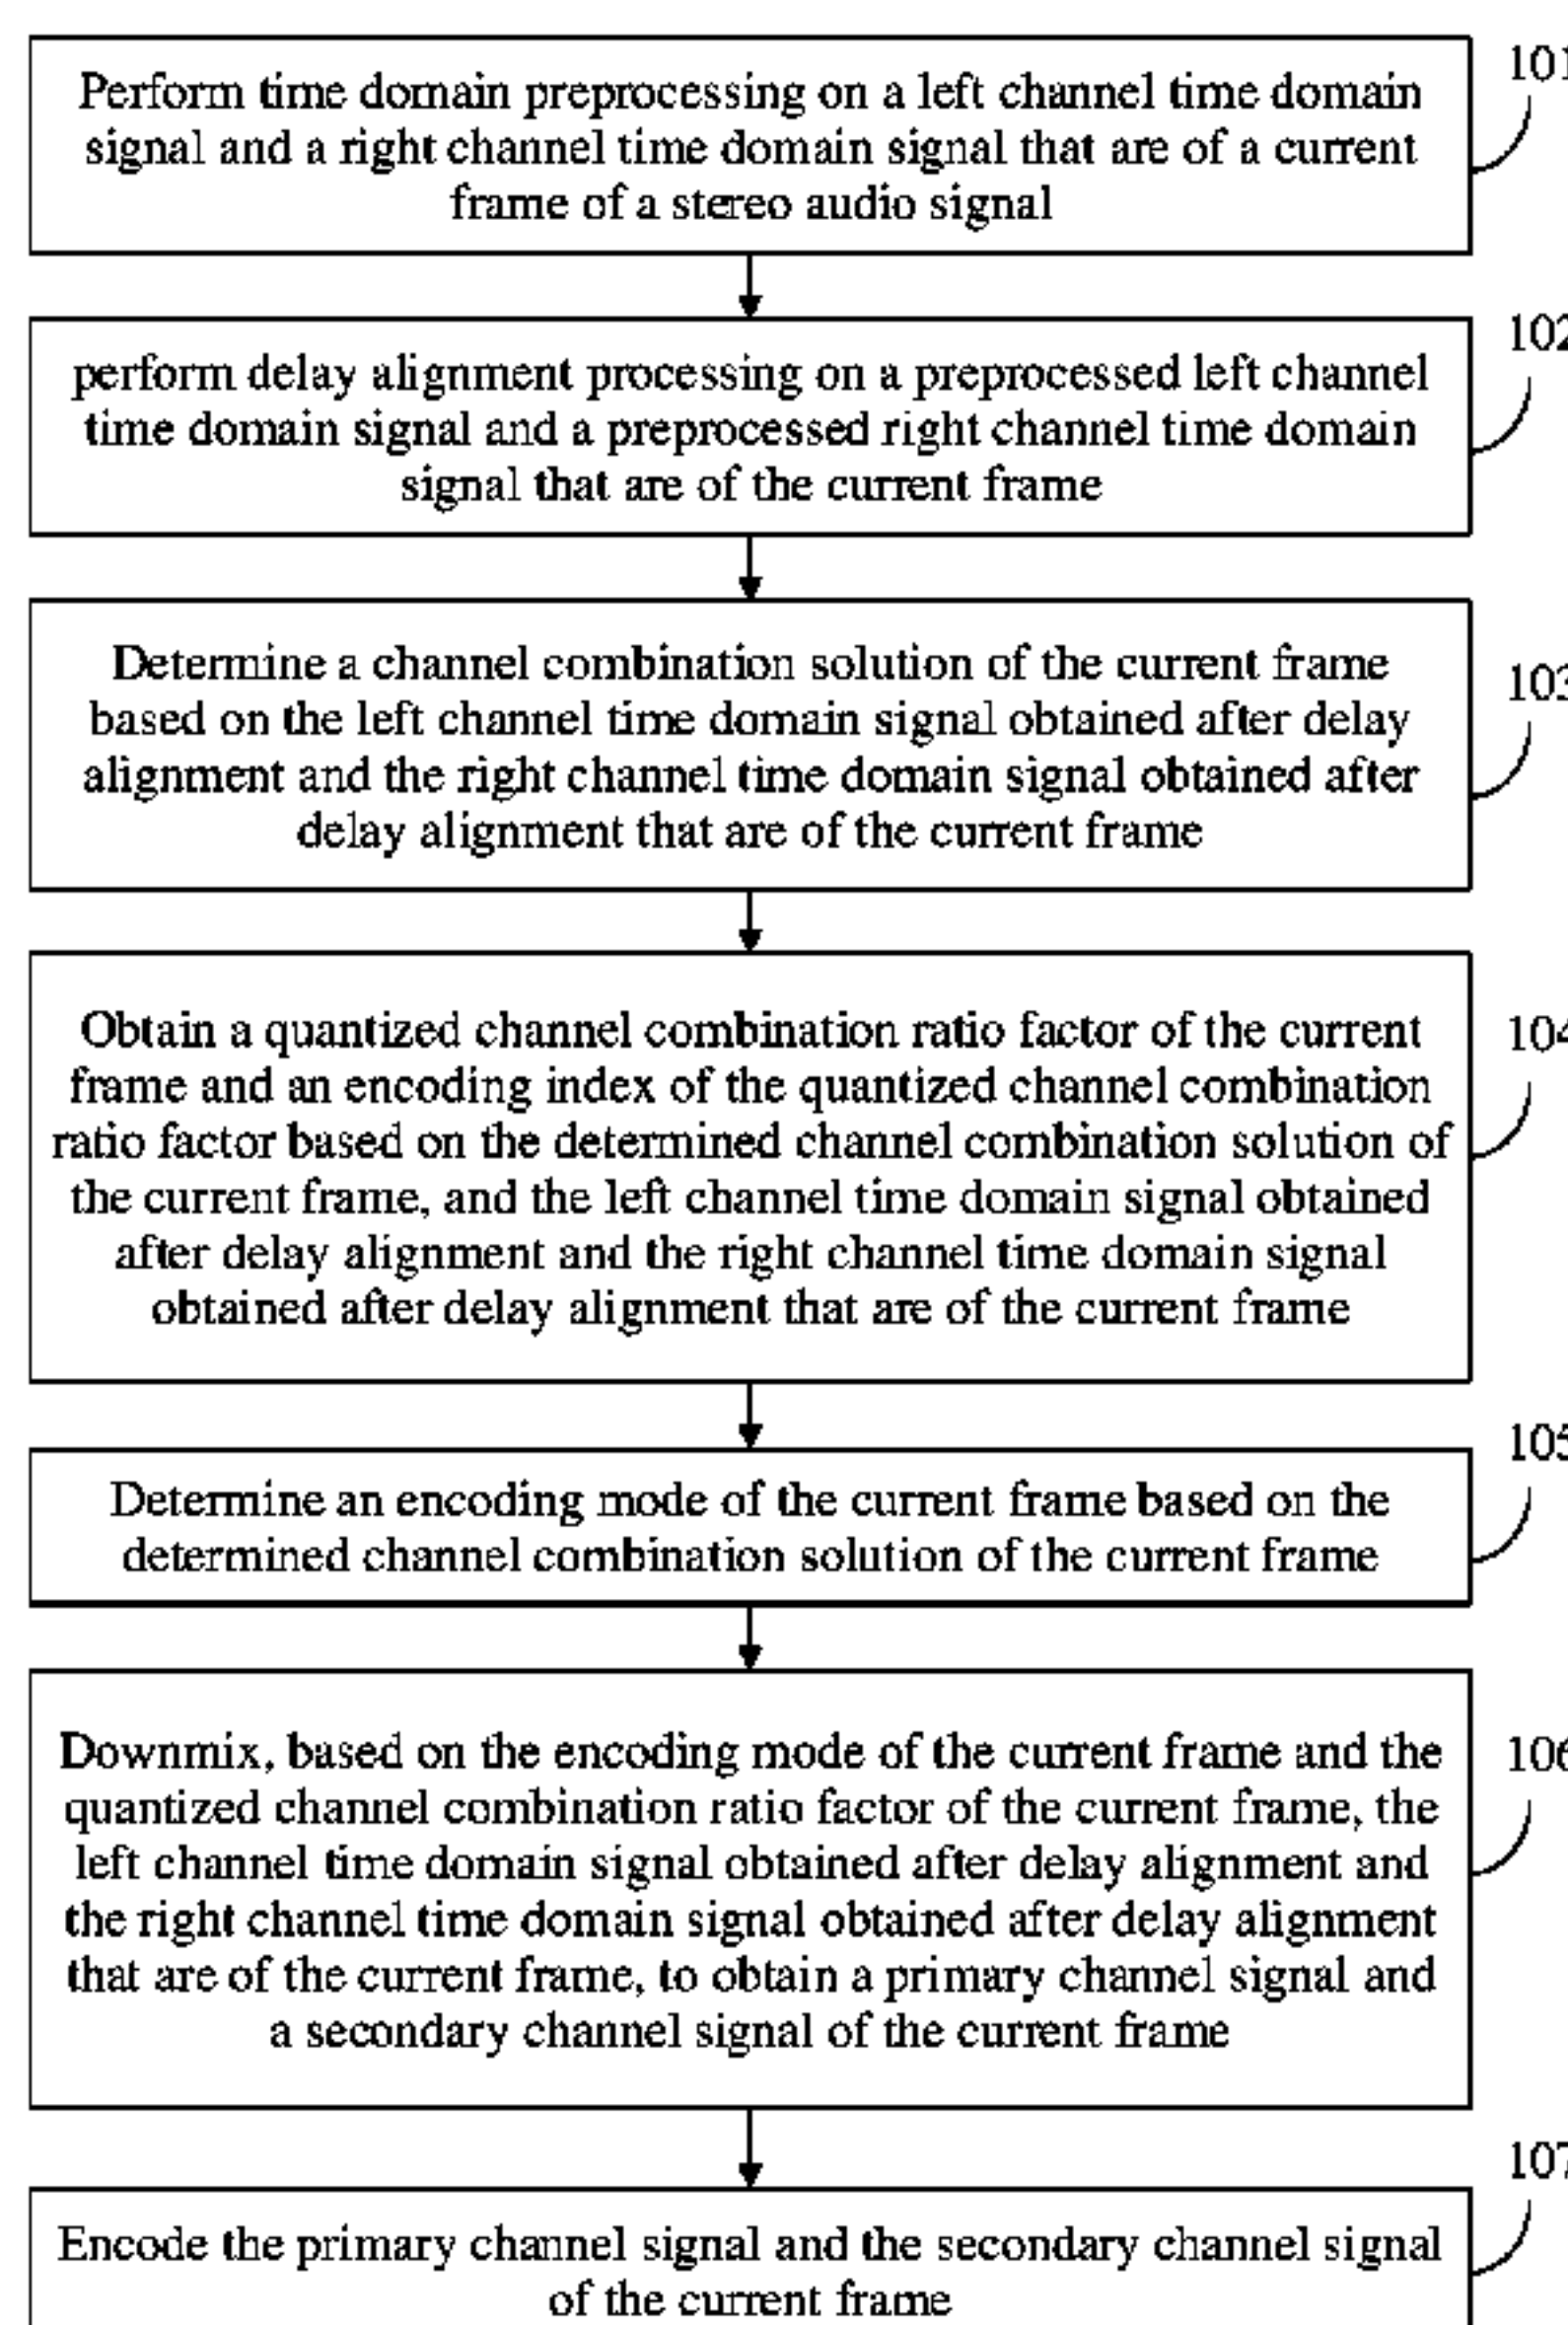 Perform time domain preprocessing on a left channel time domain
signal and a right channel time domain signal that are of a current
frame of a stereo audio signal
101
perform delay alignment processing on a preprocessed left channel
time domain signal and a preprocessed right channel time domain
signal that are of the current frame
102
Determine a channel combination solution of the current frame
based on the left channel time domain signal obtained after delay
alignment and the right channel time domain signal obtained after
delay alignment that are of the current frame
103
Obtain a quantized channel combination ratio factor of the current
frame and an encoding index of the quantized channel combination
ratio factor based on the determined channel combination solution of
the current frame, and the left channel time domain signal obtained
after delay alignment and the right channel time domain signal
obtained after delay alignment that are of the current frame
104
Determine an encoding mode of the current frame based on the
determined channel combination solution of the current frame
105
Downmix, based on the encoding mode of the current frame and the
quantized channel combination ratio factor of the current frame, the
left channel time domain signal obtained after delay alignment and
the right channel time domain signal obtained after delay alignment
that are of the current frame, to obtain a primary channel signal and
a secondary channel signal of the current frame
106
Encode the primary channel signal and the secondary channel signal
of the current frame
107